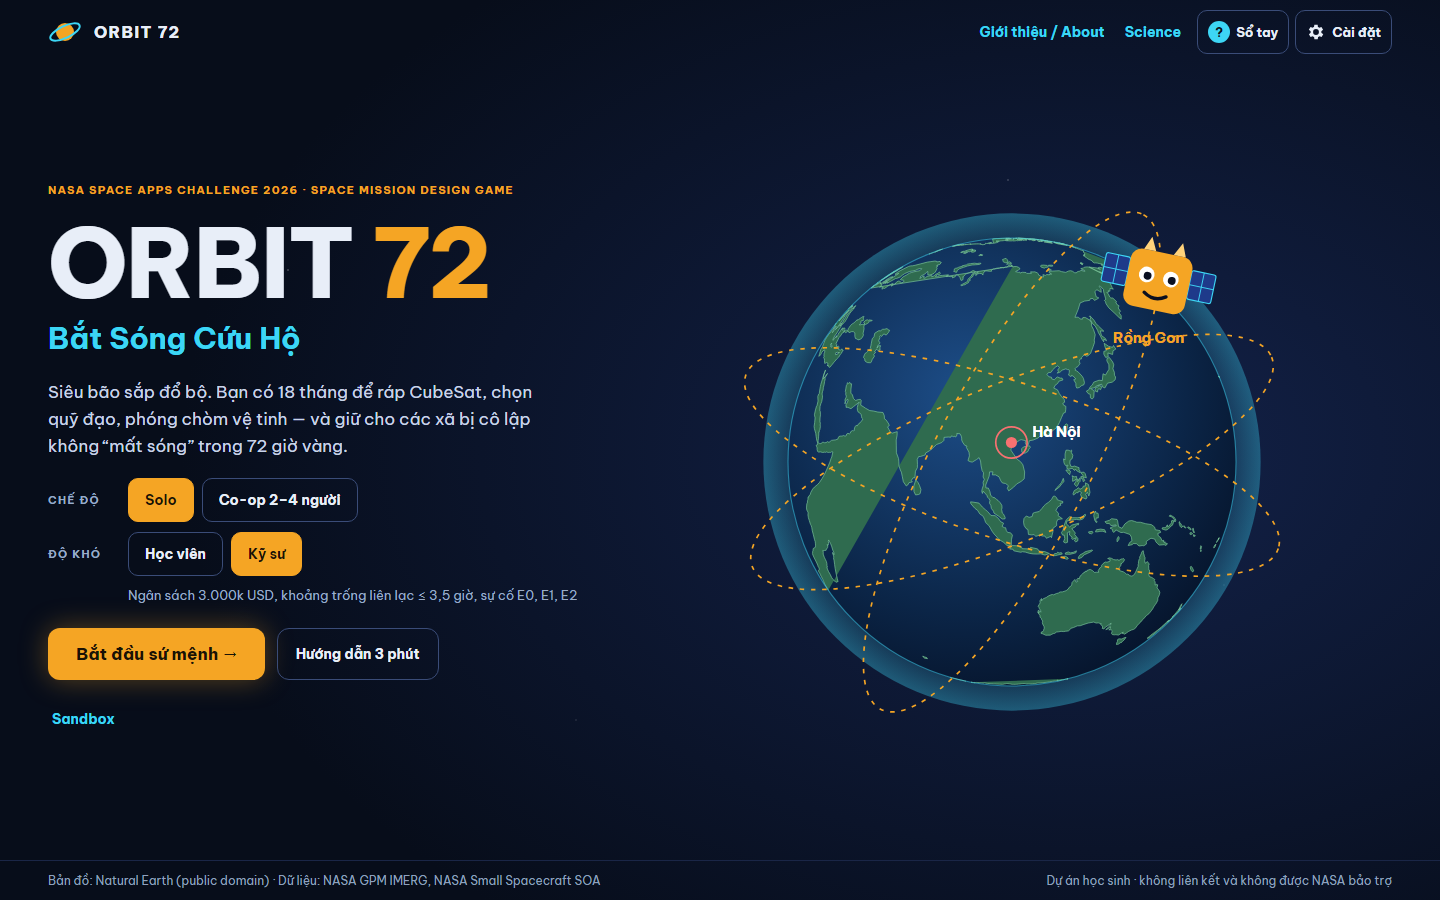 ORBIT 72
Giới thiệu / About
Science
? Sổ tay
Cài đặt
NASA SPACE APPS CHALLENGE 2026 · SPACE MISSION DESIGN GAME
ORBIT 72
Bắt Sóng Cứu Hộ
Siêu bão sắp đổ bộ. Bạn có 18 tháng để ráp CubeSat, chọn
quỹ đạo, phóng chòm vệ tinh — và giữ cho các xã bị cô lập
không “mất sóng” trong 72 giờ vàng.
CHẾ ĐỘ
Solo
Co-op 2–4 người
ĐỘ KHÓ
Học viên
Kỹ sư
Ngân sách 3.000k USD, khoảng trống liên lạc ≤ 3,5 giờ, sự cố E0, E1, E2
Bắt đầu sứ mệnh →
Hướng dẫn 3 phút
Sandbox
Rồng Gơn
Hà Nội
Bản đồ: Natural Earth (public domain) · Dữ liệu: NASA GPM IMERG, NASA Small Spacecraft SOA
Dự án học sinh · không liên kết và không được NASA bảo trợ